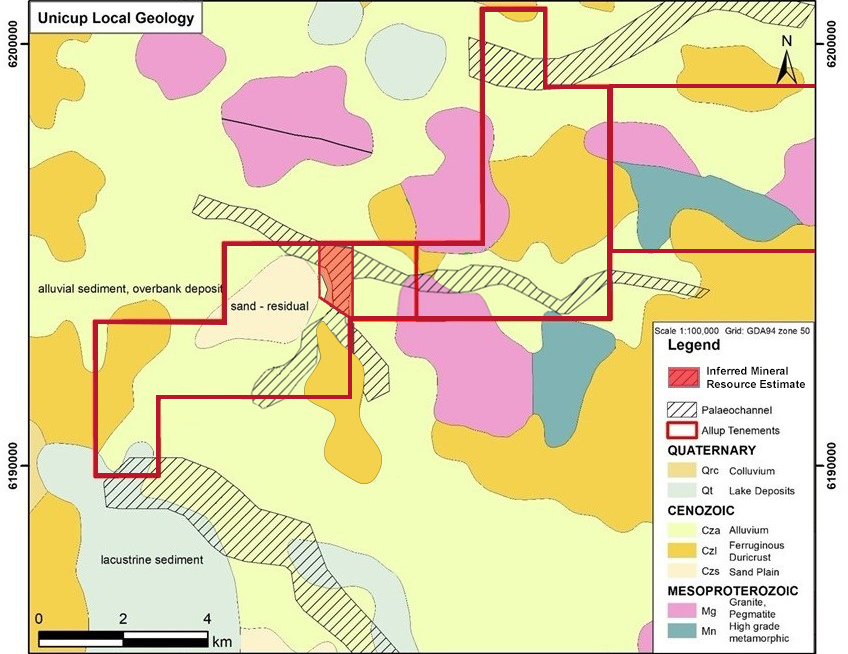 Unicup Local Geology
6200000
6200000
N
alluvial sediment, overbank deposit
sand - residual
6190000
6190000
lacustrine sediment
0 2 4
km
Scale 1:100,000 Grid: GDA94 zone 50
Legend
Inferred Mineral
Resource Estimate
Palaeochannel
Allup Tenements
QUATERNARY
Qrc Colluvium
Qt Lake Deposits
CENOZOIC
Cza Alluvium
Czl Ferruginous
Duricrust
Czs Sand Plain
MESOPROTEROZOIC
Mg Granite,
Pegmatite
Mn High grade
metamorphic